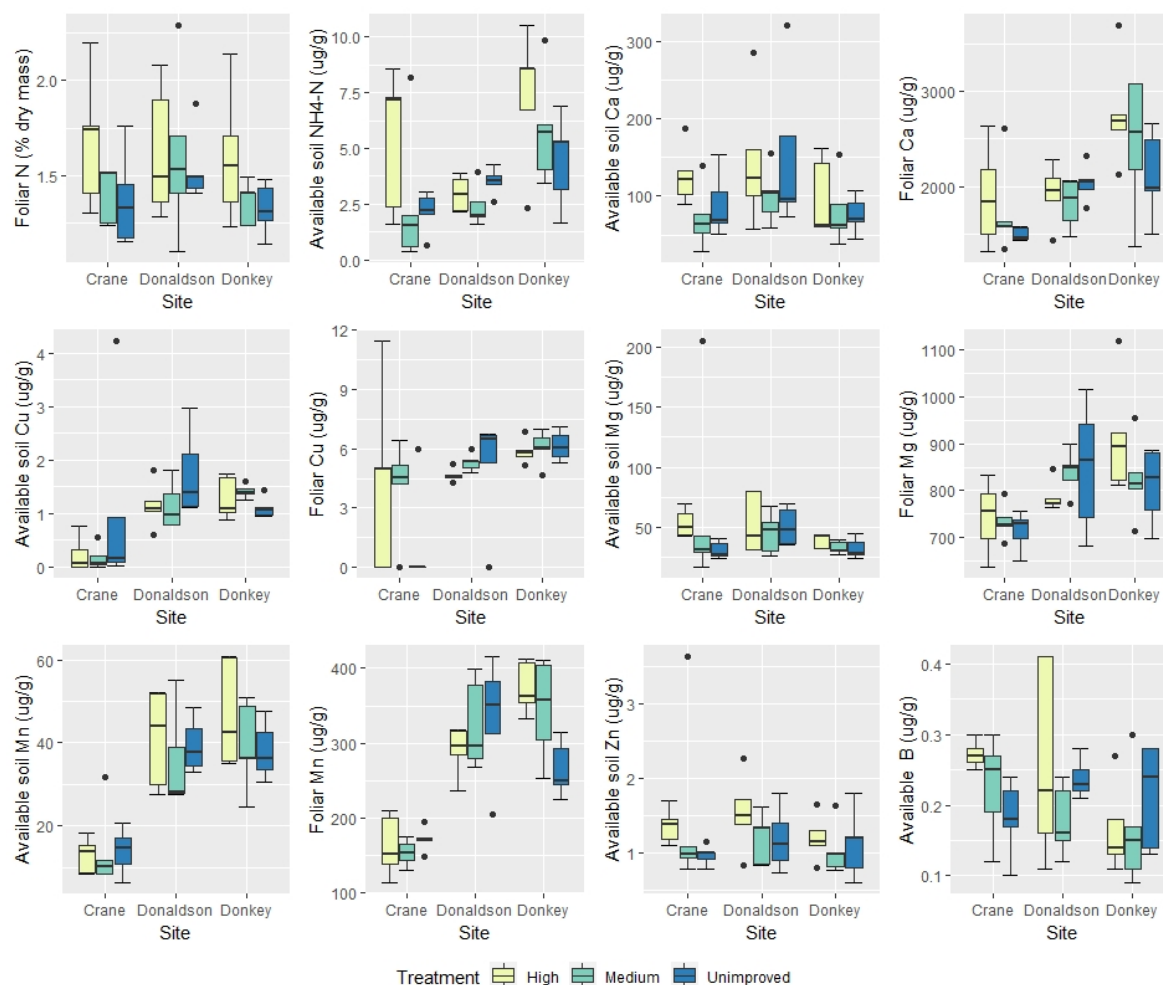 Foliar N (% dry mass)
2.0
1.5
Crane Donaldson Donkey
Site
Available soil NH4-N (ug/g)
10.0
7.5
5.0
2.5
0.0
Crane Donaldson Donkey
Site
Available soil Ca (ug/g)
300
200
100
Crane Donaldson Donkey
Site
Foliar Ca (ug/g)
3000
2000
Crane Donaldson Donkey
Site
Available soil Cu (ug/g)
4
3
2
1
0
Crane Donaldson Donkey
Site
Foliar Cu (ug/g)
12
9
6
3
0
Crane Donaldson Donkey
Site
Available soil Mg (ug/g)
200
150
100
50
Crane Donaldson Donkey
Site
Foliar Mg (ug/g)
1100
1000
900
800
700
Crane Donaldson Donkey
Site
Available soil Mn (ug/g)
60
40
20
Crane Donaldson Donkey
Site
Foliar Mn (ug/g)
400
300
200
100
Crane Donaldson Donkey
Site
Available soil Zn (ug/g)
3
2
1
Crane Donaldson Donkey
Site
Available B (ug/g)
0.4
0.3
0.2
0.1
Crane Donaldson Donkey
Site
Treatment High Medium Unimproved